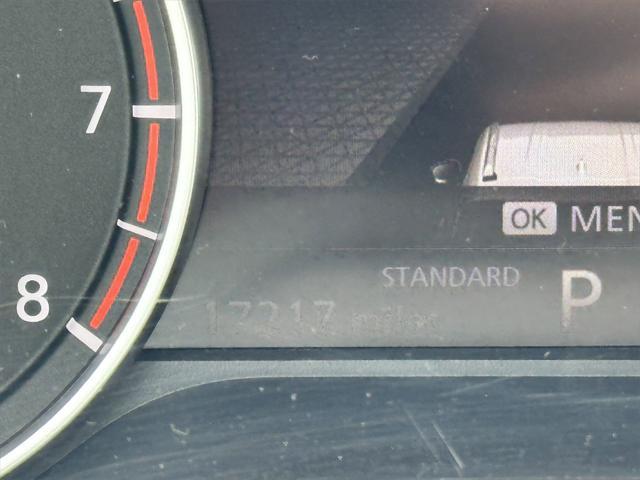 7
OK MEN
STANDARD P
8
17217 miles